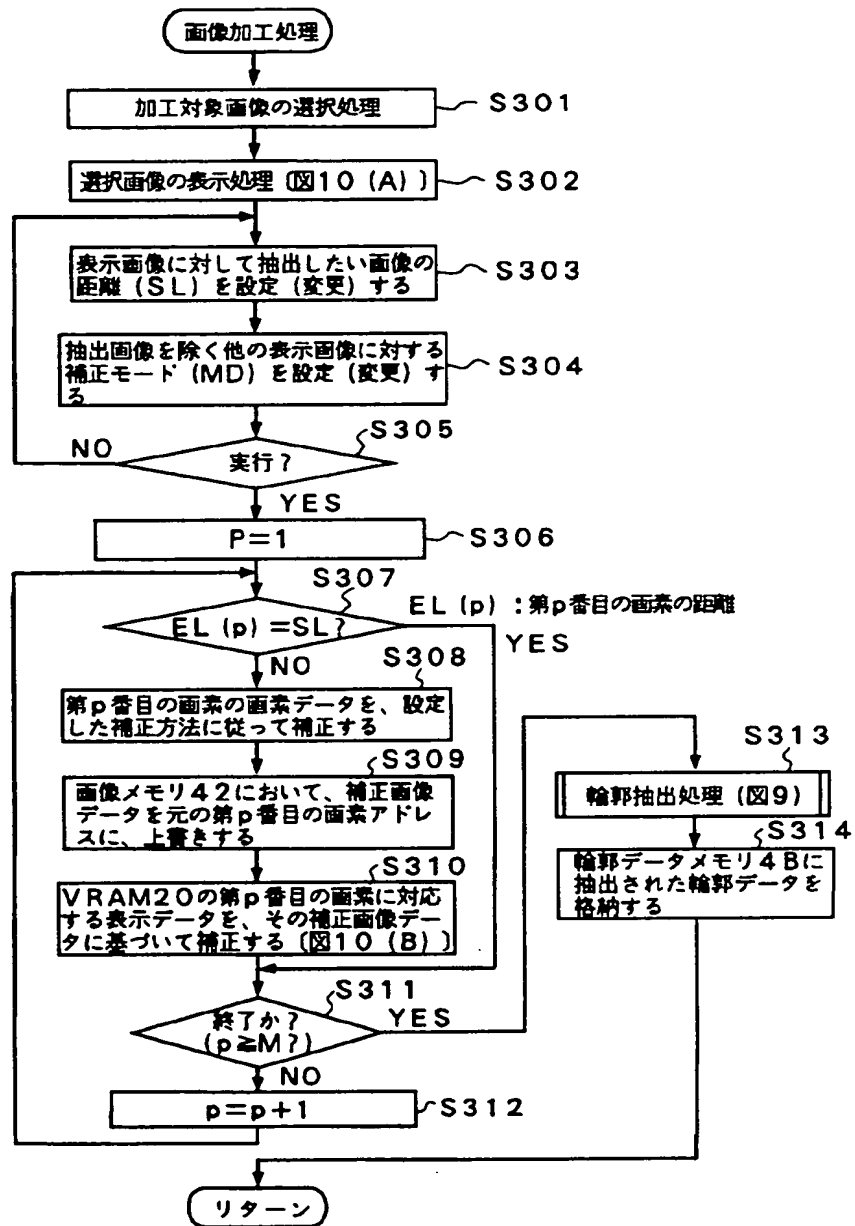 画像加工処理
加工対象画像の選択処理
S301
選択画像の表示処理〔図10(A)〕
S302
表示画像に対して抽出したい画像の
距離(SL)を設定(変更)する
S303
抽出画像を除く他の表示画像に対する
補正モード(MD)を設定(変更)す
る
S304
S305
NO
実行?
YES
P=1
S306
S307
EL(p):第p番目の画素の距離
EL(p)=SL?
YES
NO
S308
第p番目の画素の画素データを、設定
した補正方法に従って補正する
S309
画像メモリ42において、補正画像
データを元の第p番目の画素アドレ
スに、上書きする
S310
VRAM20の第p番目の画素に対応
する表示データを、その補正画像デー
タに基づいて補正する〔図10(B)〕
S311
終了か?
(p≧M?)
YES
NO
p=p+1
S312
S313
輪郭抽出処理(図9)
S314
輪郭データメモリ4Bに
抽出された輪郭データを
格納する
リターン